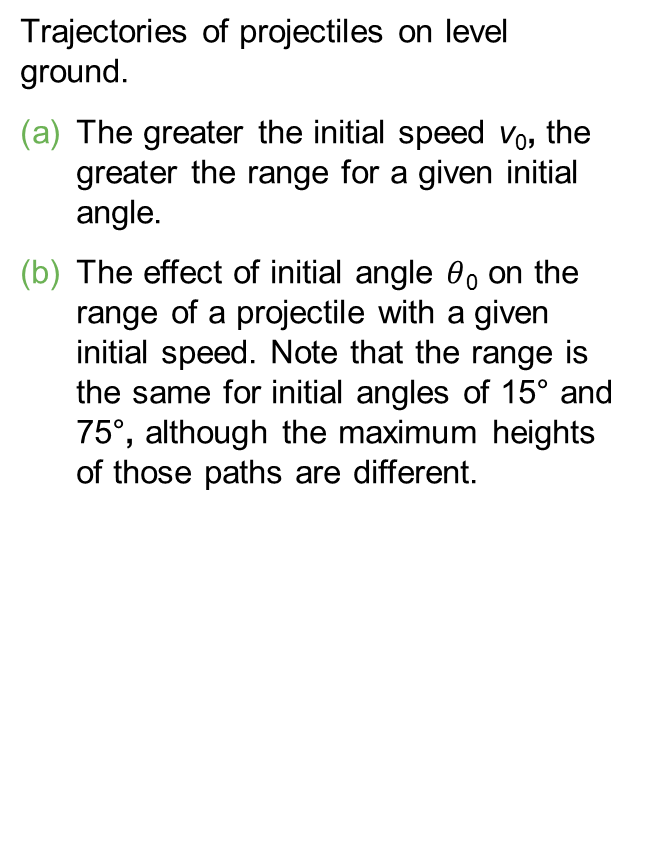 Trajectories of projectiles on level
ground.
(a) The greater the initial speed v₀, the
greater the range for a given initial
angle.
(b) The effect of initial angle θ₀ on the
range of a projectile with a given
initial speed. Note that the range is
the same for initial angles of 15° and
75°, although the maximum heights
of those paths are different.